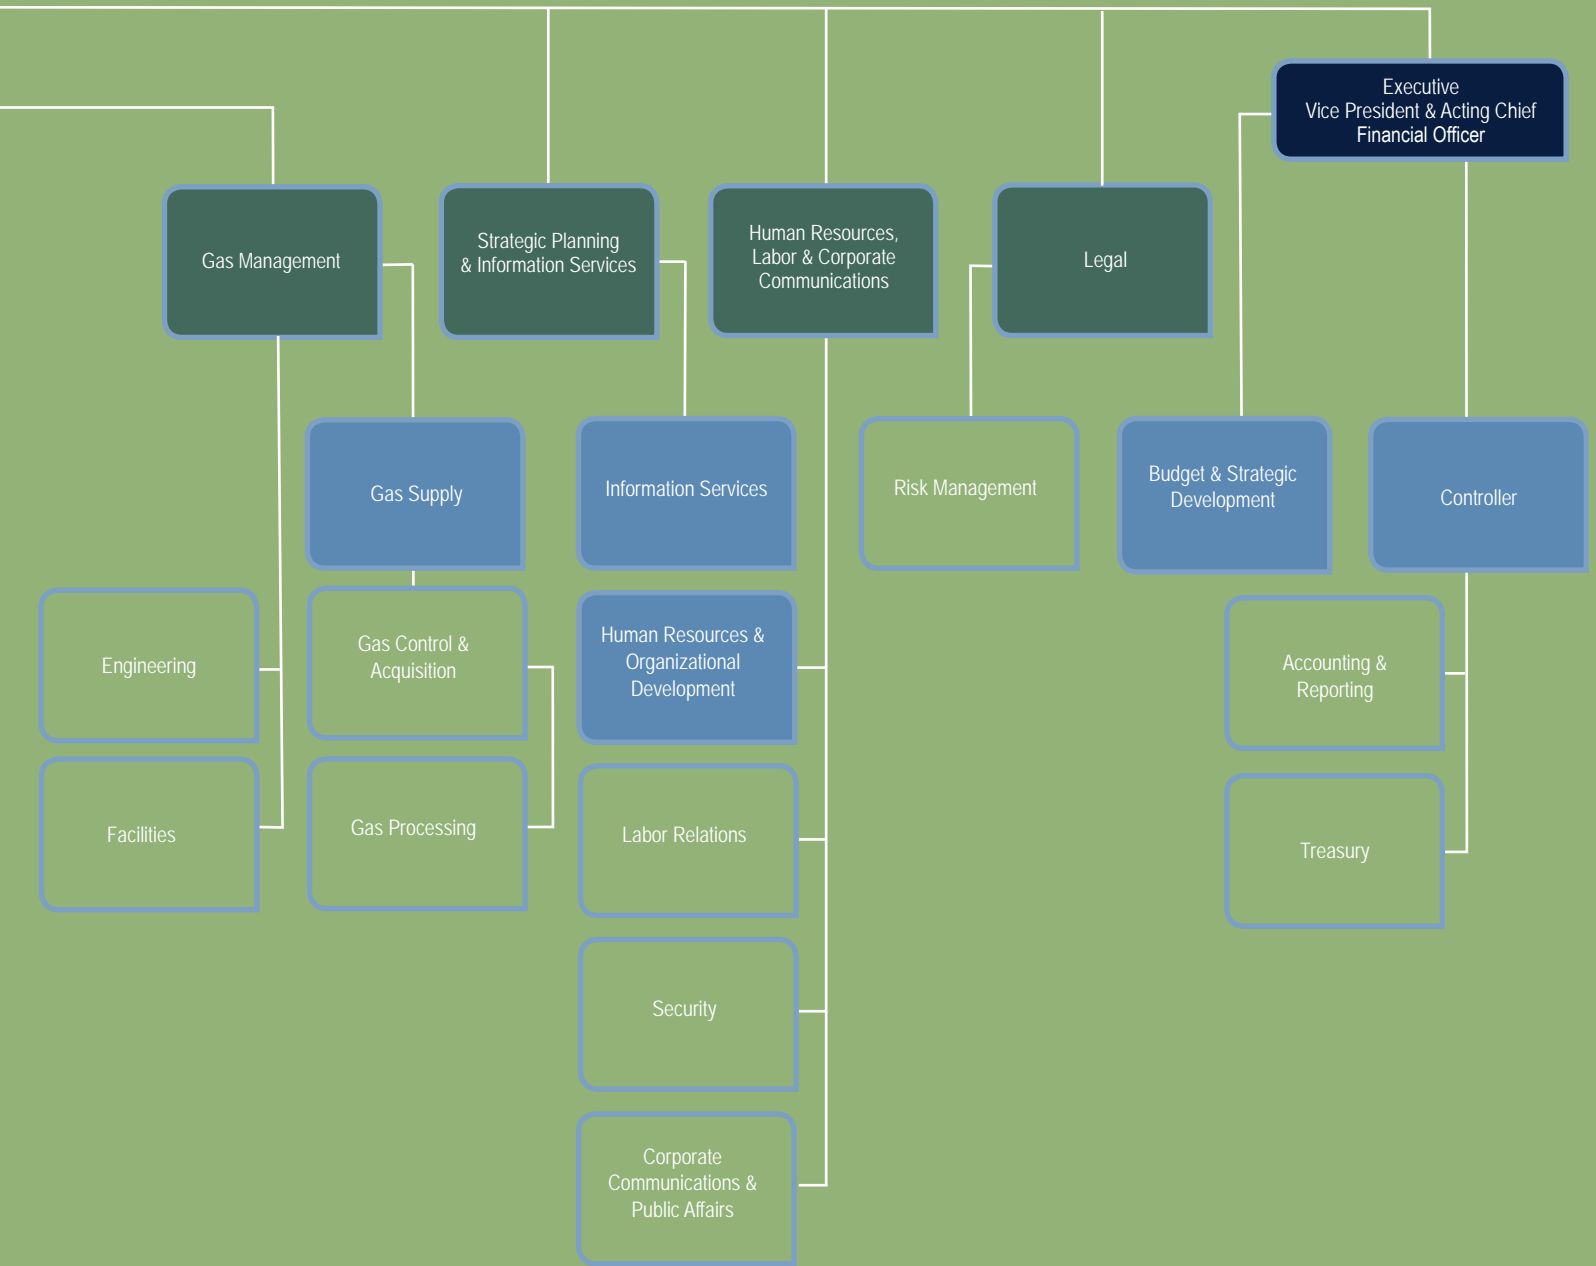 Executive
Vice President & Acting Chief
Financial Officer
Gas Management
Strategic Planning
& Information Services
Human Resources,
Labor & Corporate
Communications
Legal
Gas Supply
Information Services
Risk Management
Budget & Strategic
Development
Controller
Engineering
Gas Control &
Acquisition
Human Resources &
Organizational
Development
Accounting &
Reporting
Facilities
Gas Processing
Labor Relations
Treasury
Security
Corporate
Communications &
Public Affairs